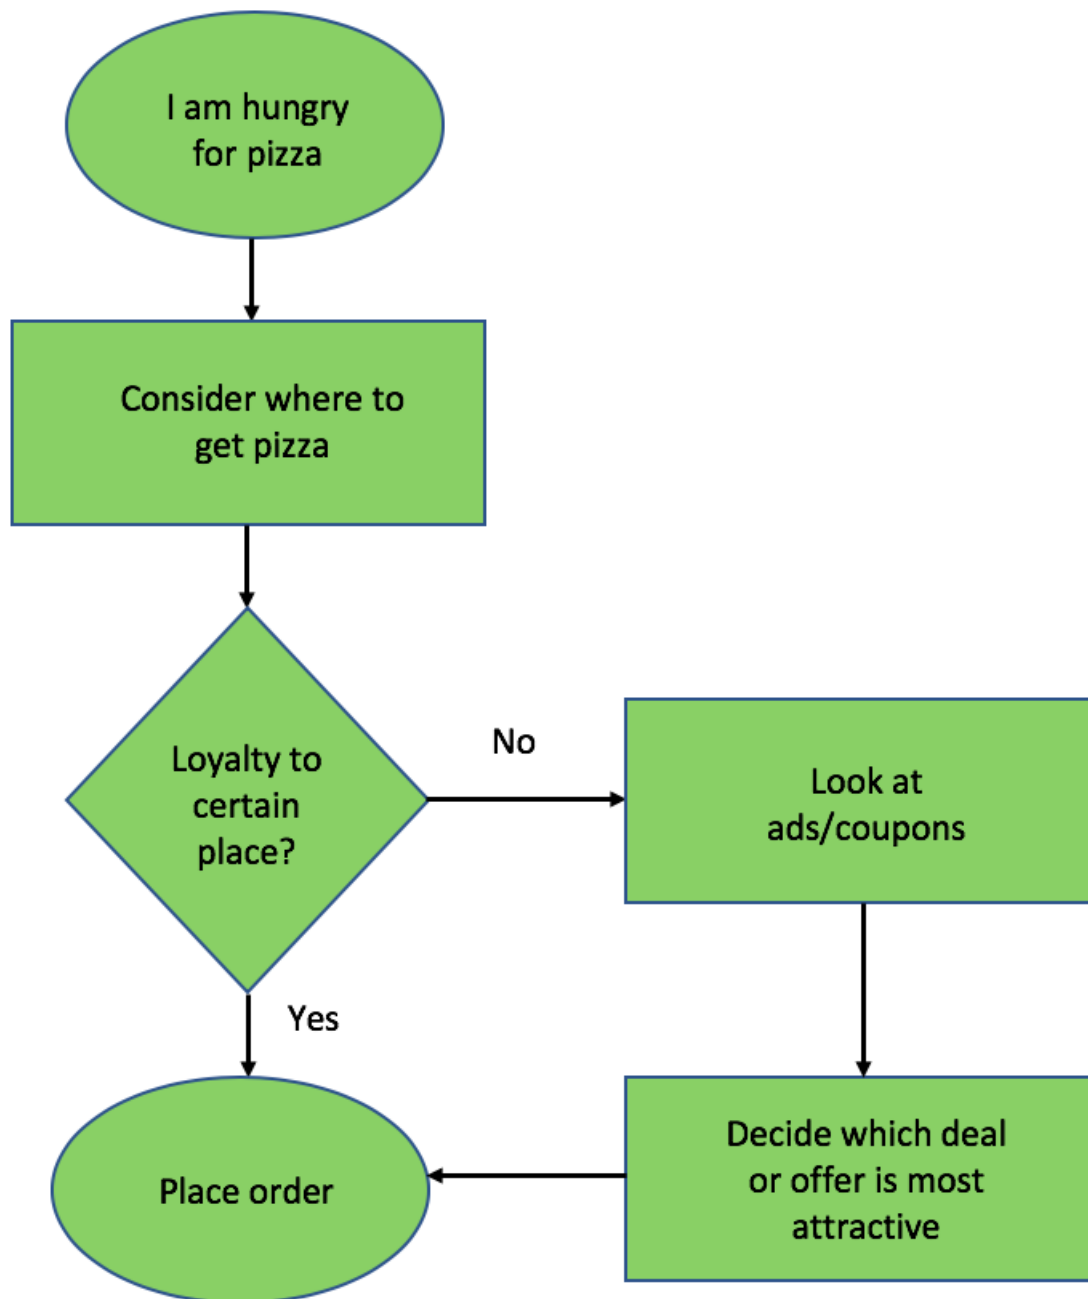 I am hungry
for pizza
Consider where to
get pizza
Loyalty to
certain
place?
No
Look at
ads/coupons
Yes
Place order
Decide which deal
or offer is most
attractive